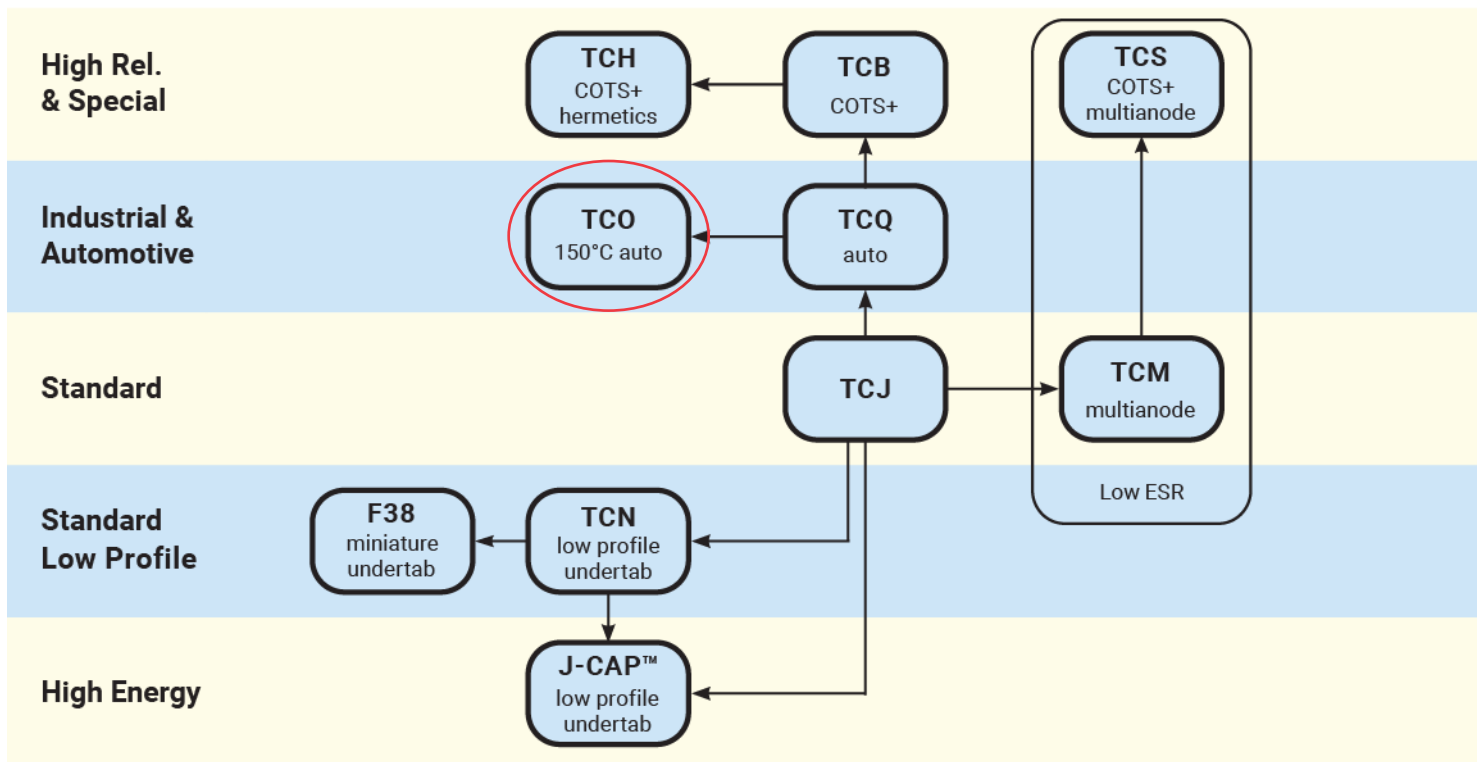 High Rel.
& Special
TCH
COTS+
hermetics
TCB
COTS+
TCS
COTS+
multianode
Industrial &
Automotive
TCO
150°C auto
TCQ
auto
Standard
TCJ
TCM
multianode
Low ESR
Standard
Low Profile
F38
miniature
undertab
TCN
low profile
undertab
High Energy
J-CAP™
low profile
undertab